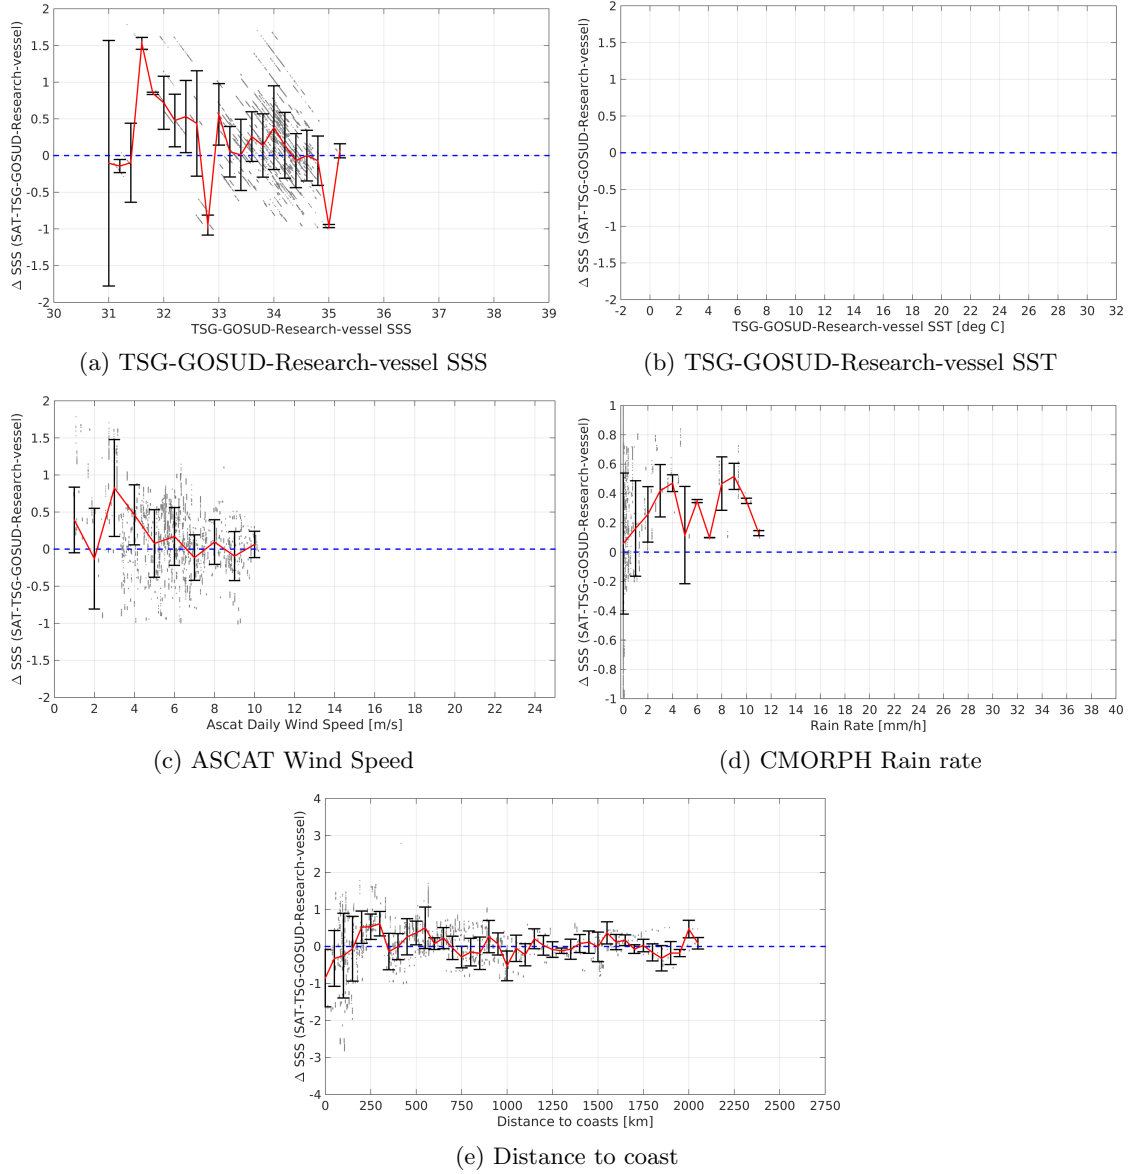 2
1.5
1
0.5
0
-0.5
-1
-1.5
-2
Δ SSS (SAT-TSG-GOSUD-Research-vessel)
30 31 32 33 34 35 36 37 38 39
TSG-GOSUD-Research-vessel SSS
(a) TSG-GOSUD-Research-vessel SSS
2
1.5
1
0.5
0
-0.5
-1
-1.5
-2
Δ SSS (SAT-TSG-GOSUD-Research-vessel)
-2 0 2 4 6 8 10 12 14 16 18 20 22 24 26 28 30 32
TSG-GOSUD-Research-vessel SST [deg C]
(b) TSG-GOSUD-Research-vessel SST
2
1.5
1
0.5
0
-0.5
-1
-1.5
-2
Δ SSS (SAT-TSG-GOSUD-Research-vessel)
0 2 4 6 8 10 12 14 16 18 20 22 24
Ascat Daily Wind Speed [m/s]
(c) ASCAT Wind Speed
1
0.8
0.6
0.4
0.2
0
-0.2
-0.4
-0.6
-0.8
-1
Δ SSS (SAT-TSG-GOSUD-Research-vessel)
0 2 4 6 8 10 12 14 16 18 20 22 24 26 28 30 32 34 36 38 40
Rain Rate [mm/h]
(d) CMORPH Rain rate
4
3
2
1
0
-1
-2
-3
-4
Δ SSS (SAT-TSG-GOSUD-Research-vessel)
0 250 500 750 1000 1250 1500 1750 2000 2250 2500 2750
Distance to coasts [km]
(e) Distance to coast